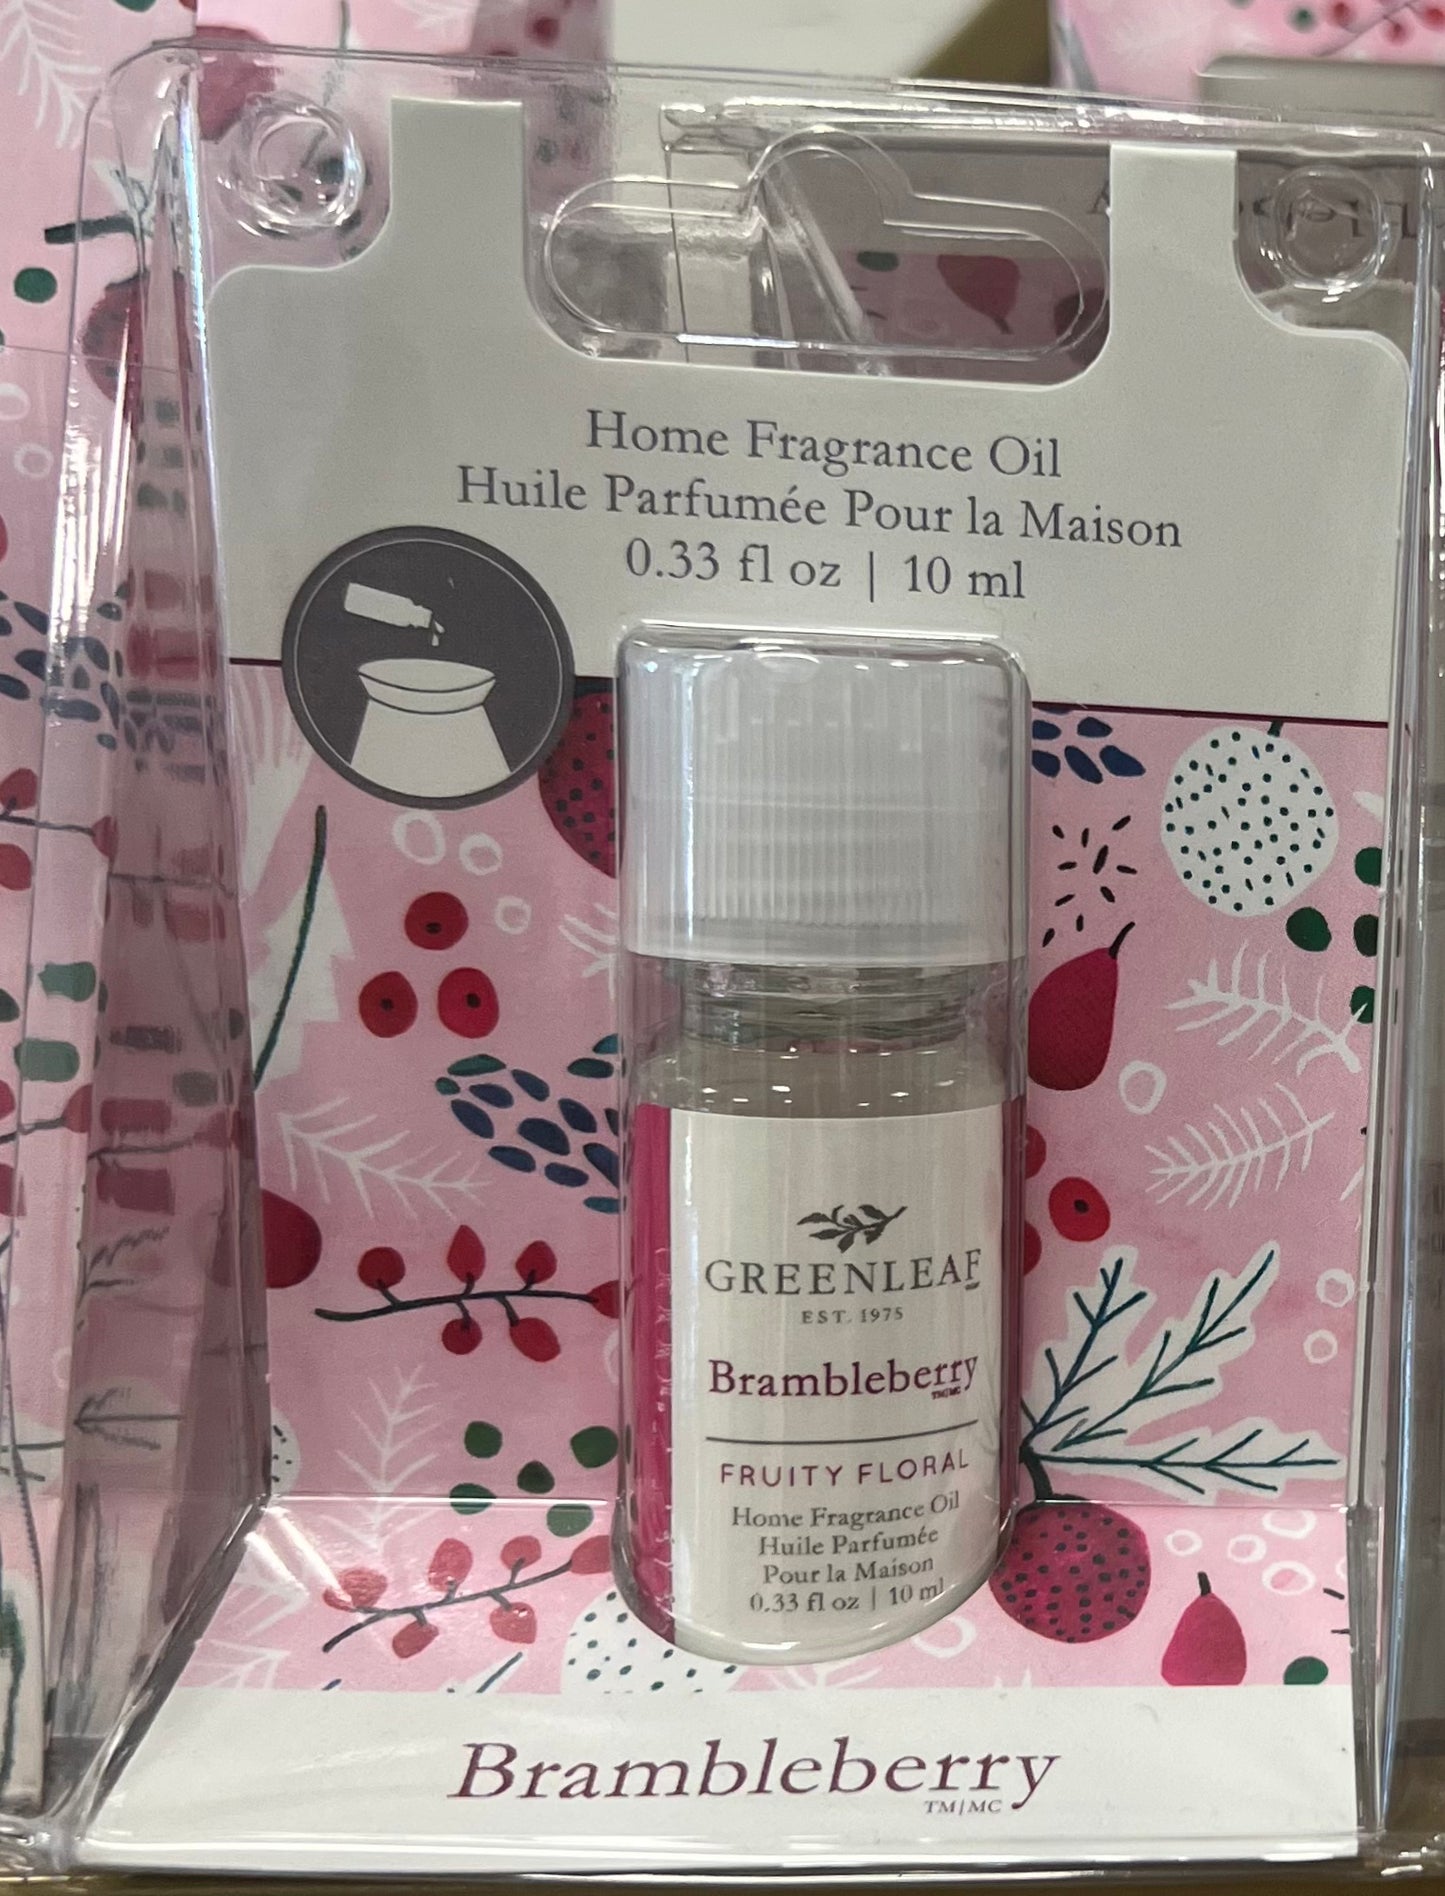 Home Fragrance Oil
Huile Parfumée Pour la Maison
0.33 fl oz | 10 ml
GREENLEAF
EST. 1975
Brambleberry
TM|MC
FRUITY FLORAL
Home Fragrance Oil
Huile Parfumée
Pour la Maison
0.33 fl oz | 10 ml
Brambleberry
TM|MC